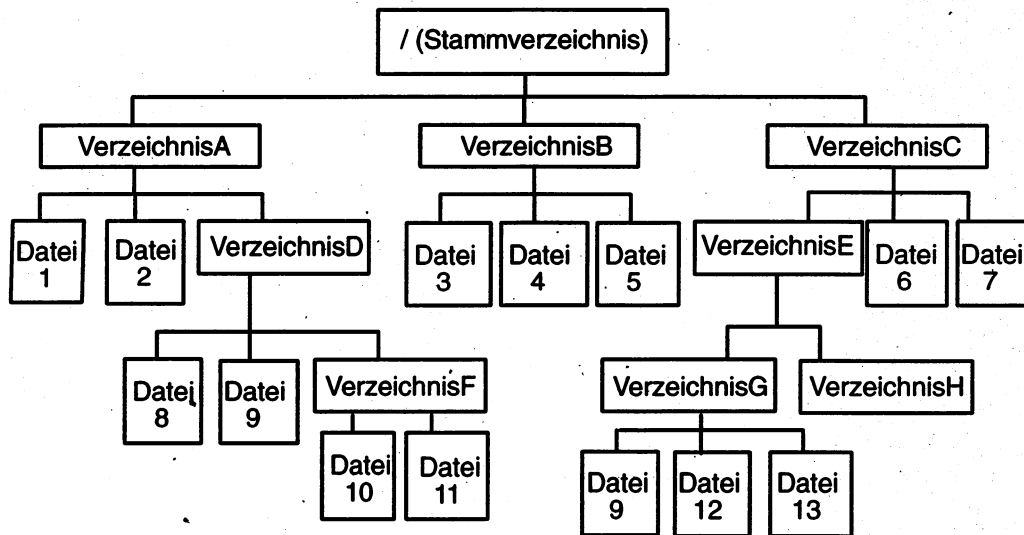 / (Stammverzeichnis)
VerzeichnisA
VerzeichnisB
VerzeichnisC
Datei
1
Datei
2
VerzeichnisD
Datei
3
Datei
4
Datei
5
VerzeichnisE
Datei
6
Datei
7
Datei
8
Datei
9
VerzeichnisF
VerzeichnisG
VerzeichnisH
Datei
10
Datei
11
Datei
9
Datei
12
Datei
13